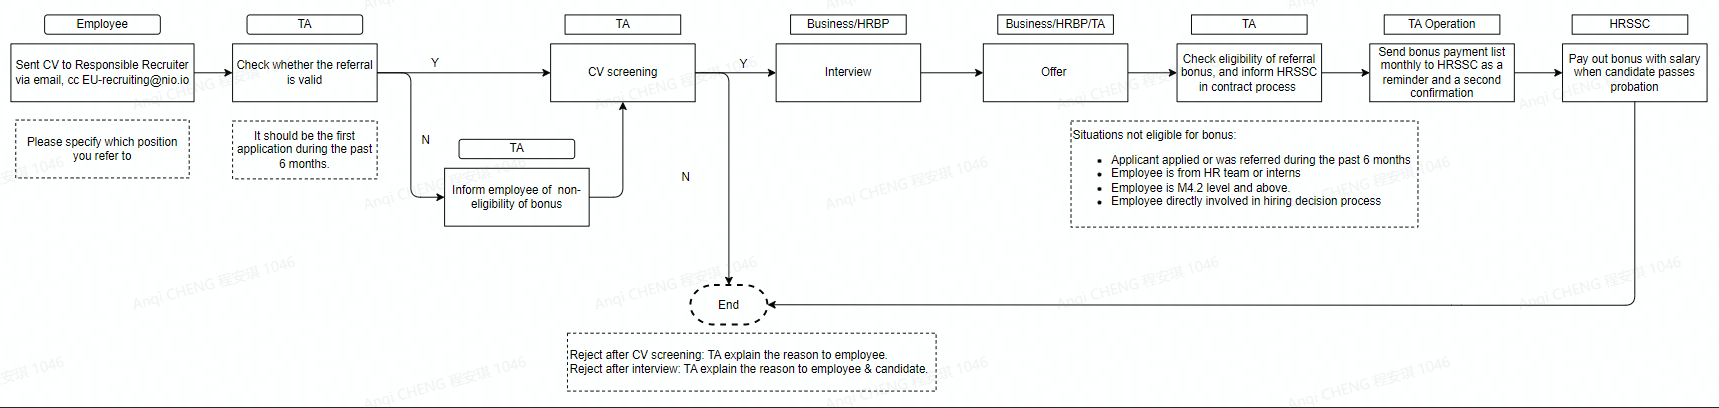 Employee
TA
TA
Business/HRBP
Business/HRBP/TA
TA
TA Operation
HRSSC
Sent CV to Responsible Recruiter
via email, cc EU-recruiting@nio.io
Check whether the referral
is valid
Y
CV screening
Y
Interview
Offer
Check eligibility of referral
bonus, and inform HRSSC
in contract process
Send bonus payment list
monthly to HRSSC as a
reminder and a second
confirmation
Pay out bonus with salary
when candidate passes
probation
Please specify which position
you refer to
It should be the first
application during the past
6 months.
N
TA
Inform employee of non-
eligibility of bonus
N
Situations not eligible for bonus:
• Applicant applied or was referred during the past 6 months
• Employee is from HR team or interns
• Employee is M4.2 level and above.
• Employee directly involved in hiring decision process
End
Reject after CV screening: TA explain the reason to employee.
Reject after interview: TA explain the reason to employee & candidate.
Anqi CHENG 程安琪 1046